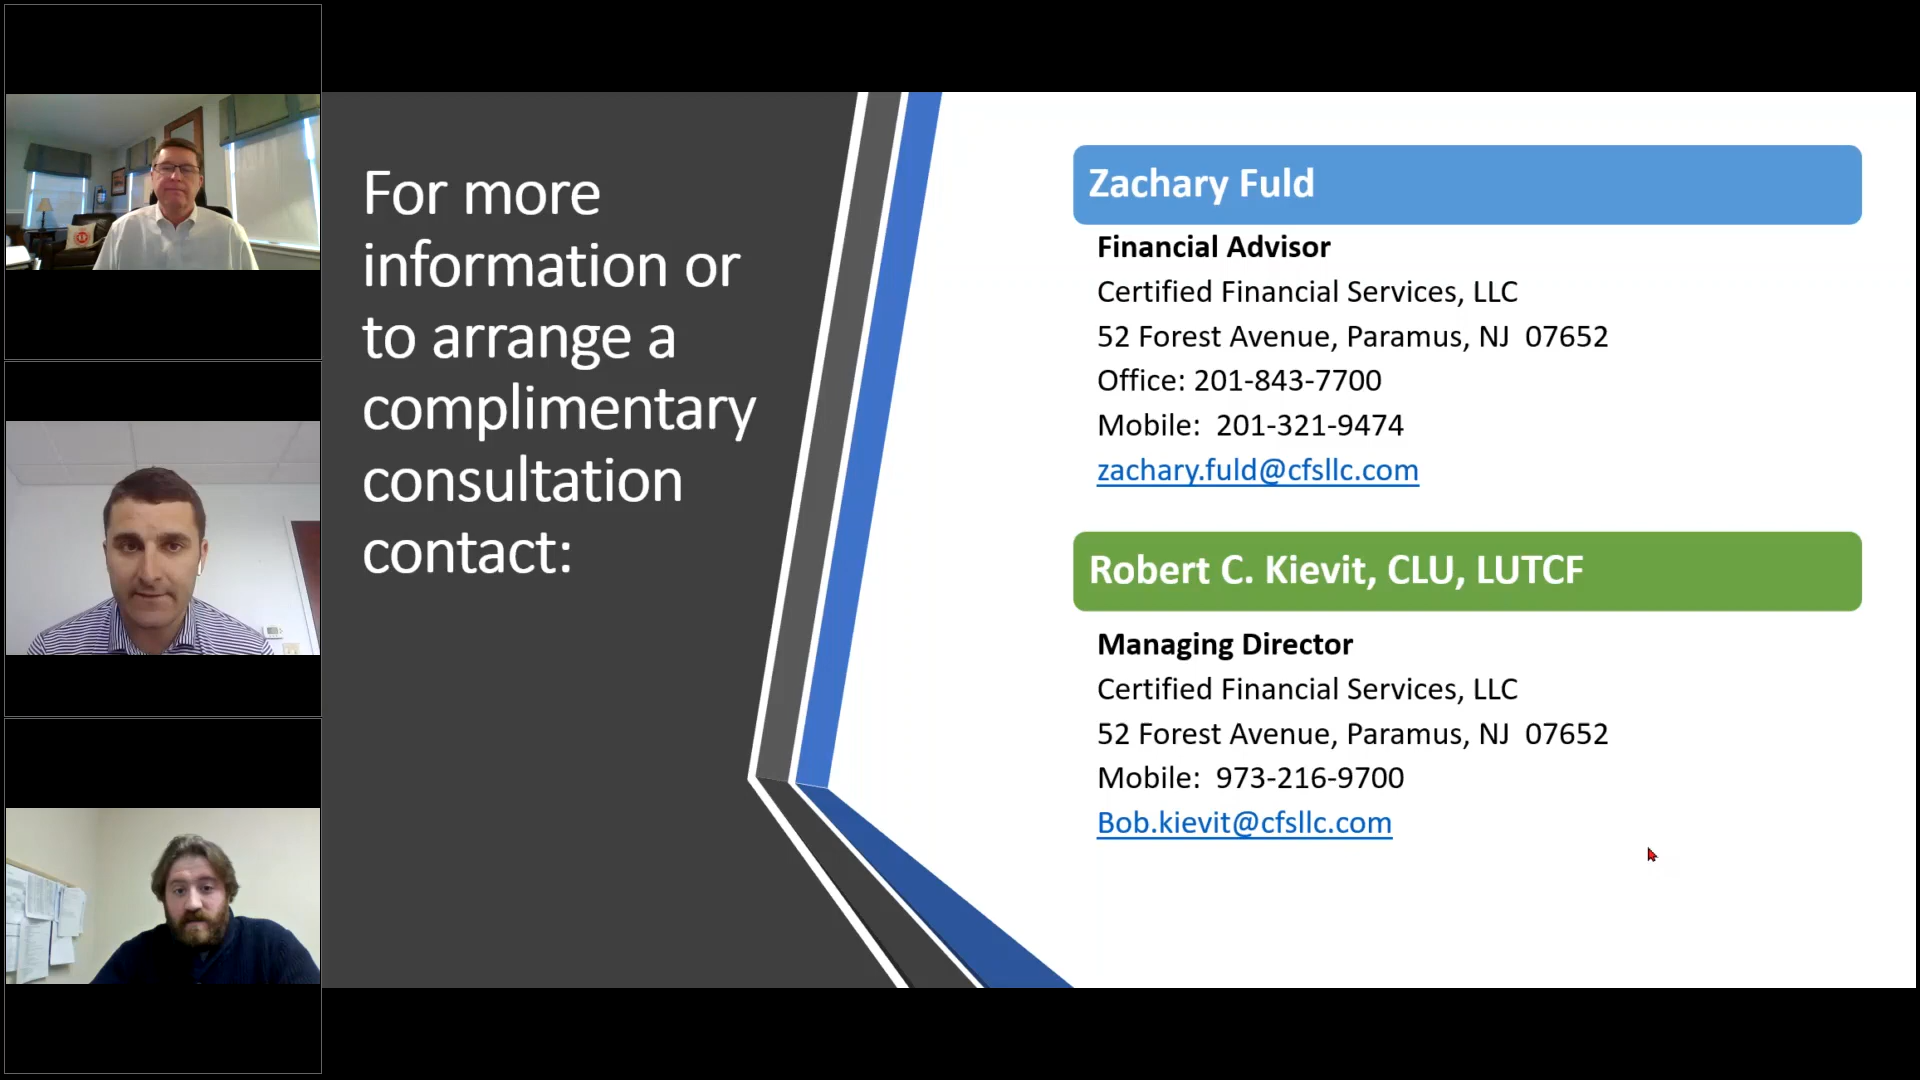 For more
information or
to arrange a
complimentary
consultation
contact:
Zachary Fuld
Financial Advisor
Certified Financial Services, LLC
52 Forest Avenue, Paramus, NJ  07652
Office: 201-843-7700
Mobile:  201-321-9474
zachary.fuld@cfsllc.com
Robert C. Kievit, CLU, LUTCF
Managing Director
Certified Financial Services, LLC
52 Forest Avenue, Paramus, NJ  07652
Mobile:  973-216-9700
Bob.kievit@cfsllc.com